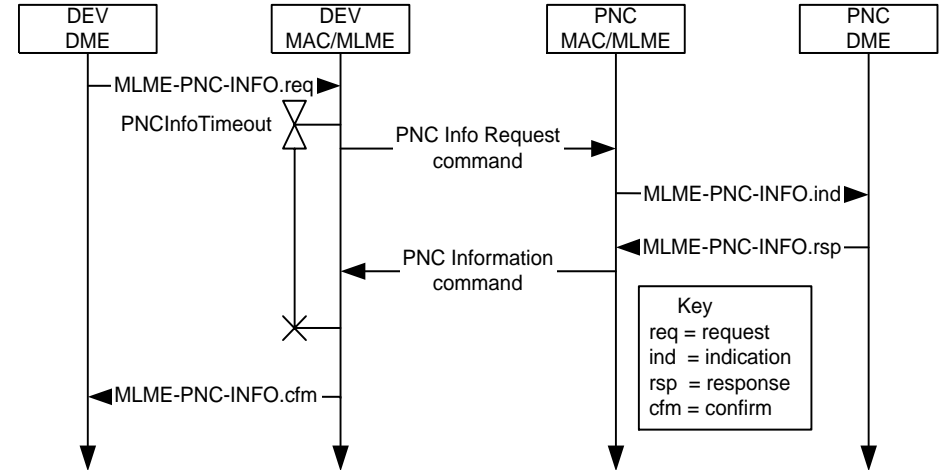 DEV
DME
DEV
MAC/MLME
PNC
MAC/MLME
PNC
DME
MLME-PNC-INFO.req
PNCInfoTimeout
PNC Info Request
command
MLME-PNC-INFO.ind
MLME-PNC-INFO.rsp
PNC Information
command
Key
req = request
ind = indication
rsp = response
cfm = confirm
MLME-PNC-INFO.cfm